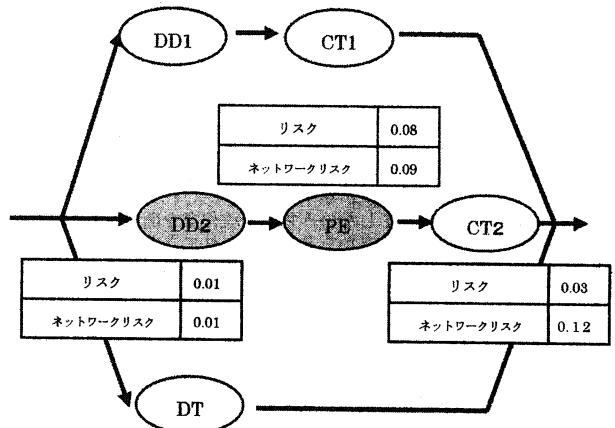 DD1 CT1
リスク 0.08
ネットワークリスク 0.09
DD2 PE CT2
リスク 0.01
ネットワークリスク 0.01
リスク 0.03
ネットワークリスク 0.12
DT